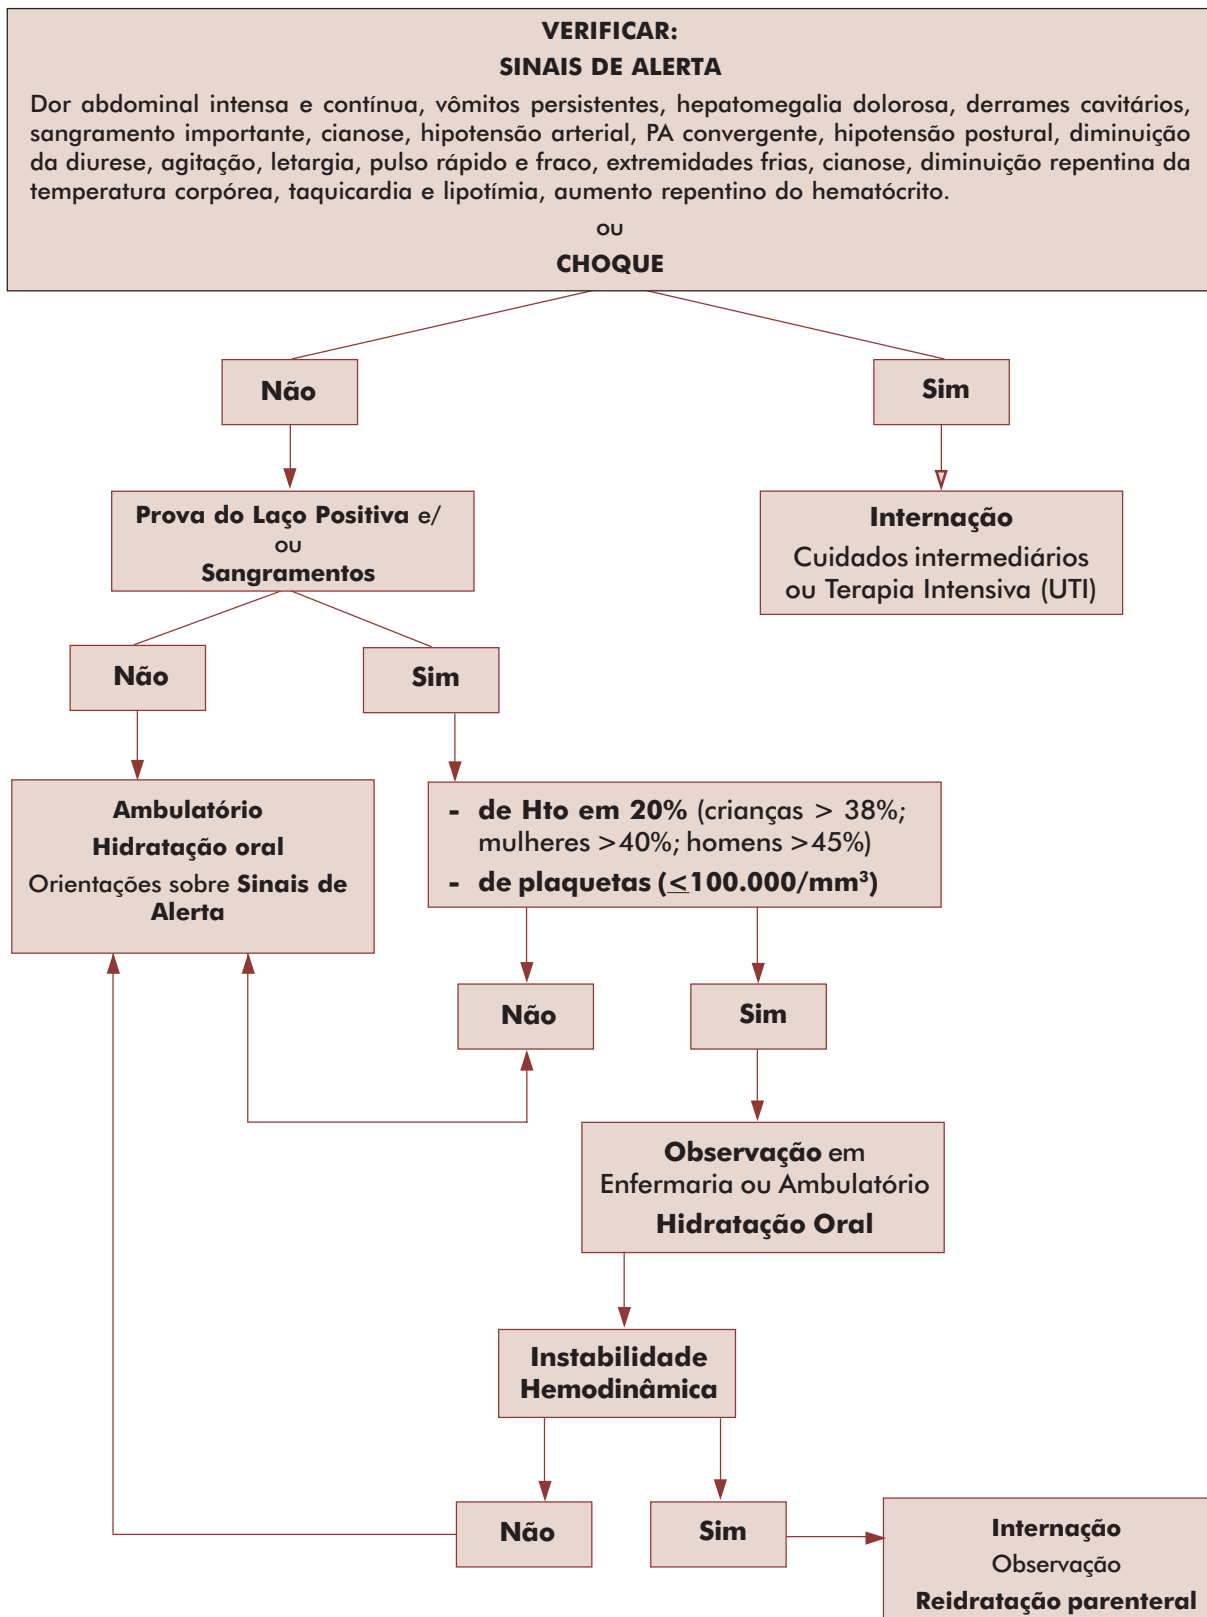 VERIFICAR:
SINAIS DE ALERTA
Dor abdominal intensa e contínua, vômitos persistentes, hepatomegalia dolorosa, derrames cavitários,
sangramento importante, cianose, hipotensão arterial, PA convergente, hipotensão postural, diminuição
da diurese, agitação, letargia, pulso rápido e fraco, extremidades frias, cianose, diminuição repentina da
temperatura corpórea, taquicardia e lipotímia, aumento repentino do hematócrito.
OU
CHOQUE
Não
Sim
Prova do Laço Positiva e/
OU
Sangramentos
Internação
Cuidados intermediários
ou Terapia Intensiva (UTI)
Não
Sim
Ambulatório
Hidratação oral
Orientações sobre Sinais de
Alerta
- de Hto em 20% (crianças > 38%;
mulheres >40%; homens >45%)
- de plaquetas (≤100.000/mm³)
Não
Sim
Observação em
Enfermaria ou Ambulatório
Hidratação Oral
Instabilidade
Hemodinâmica
Não
Sim
Internação
Observação
Reidratação parenteral